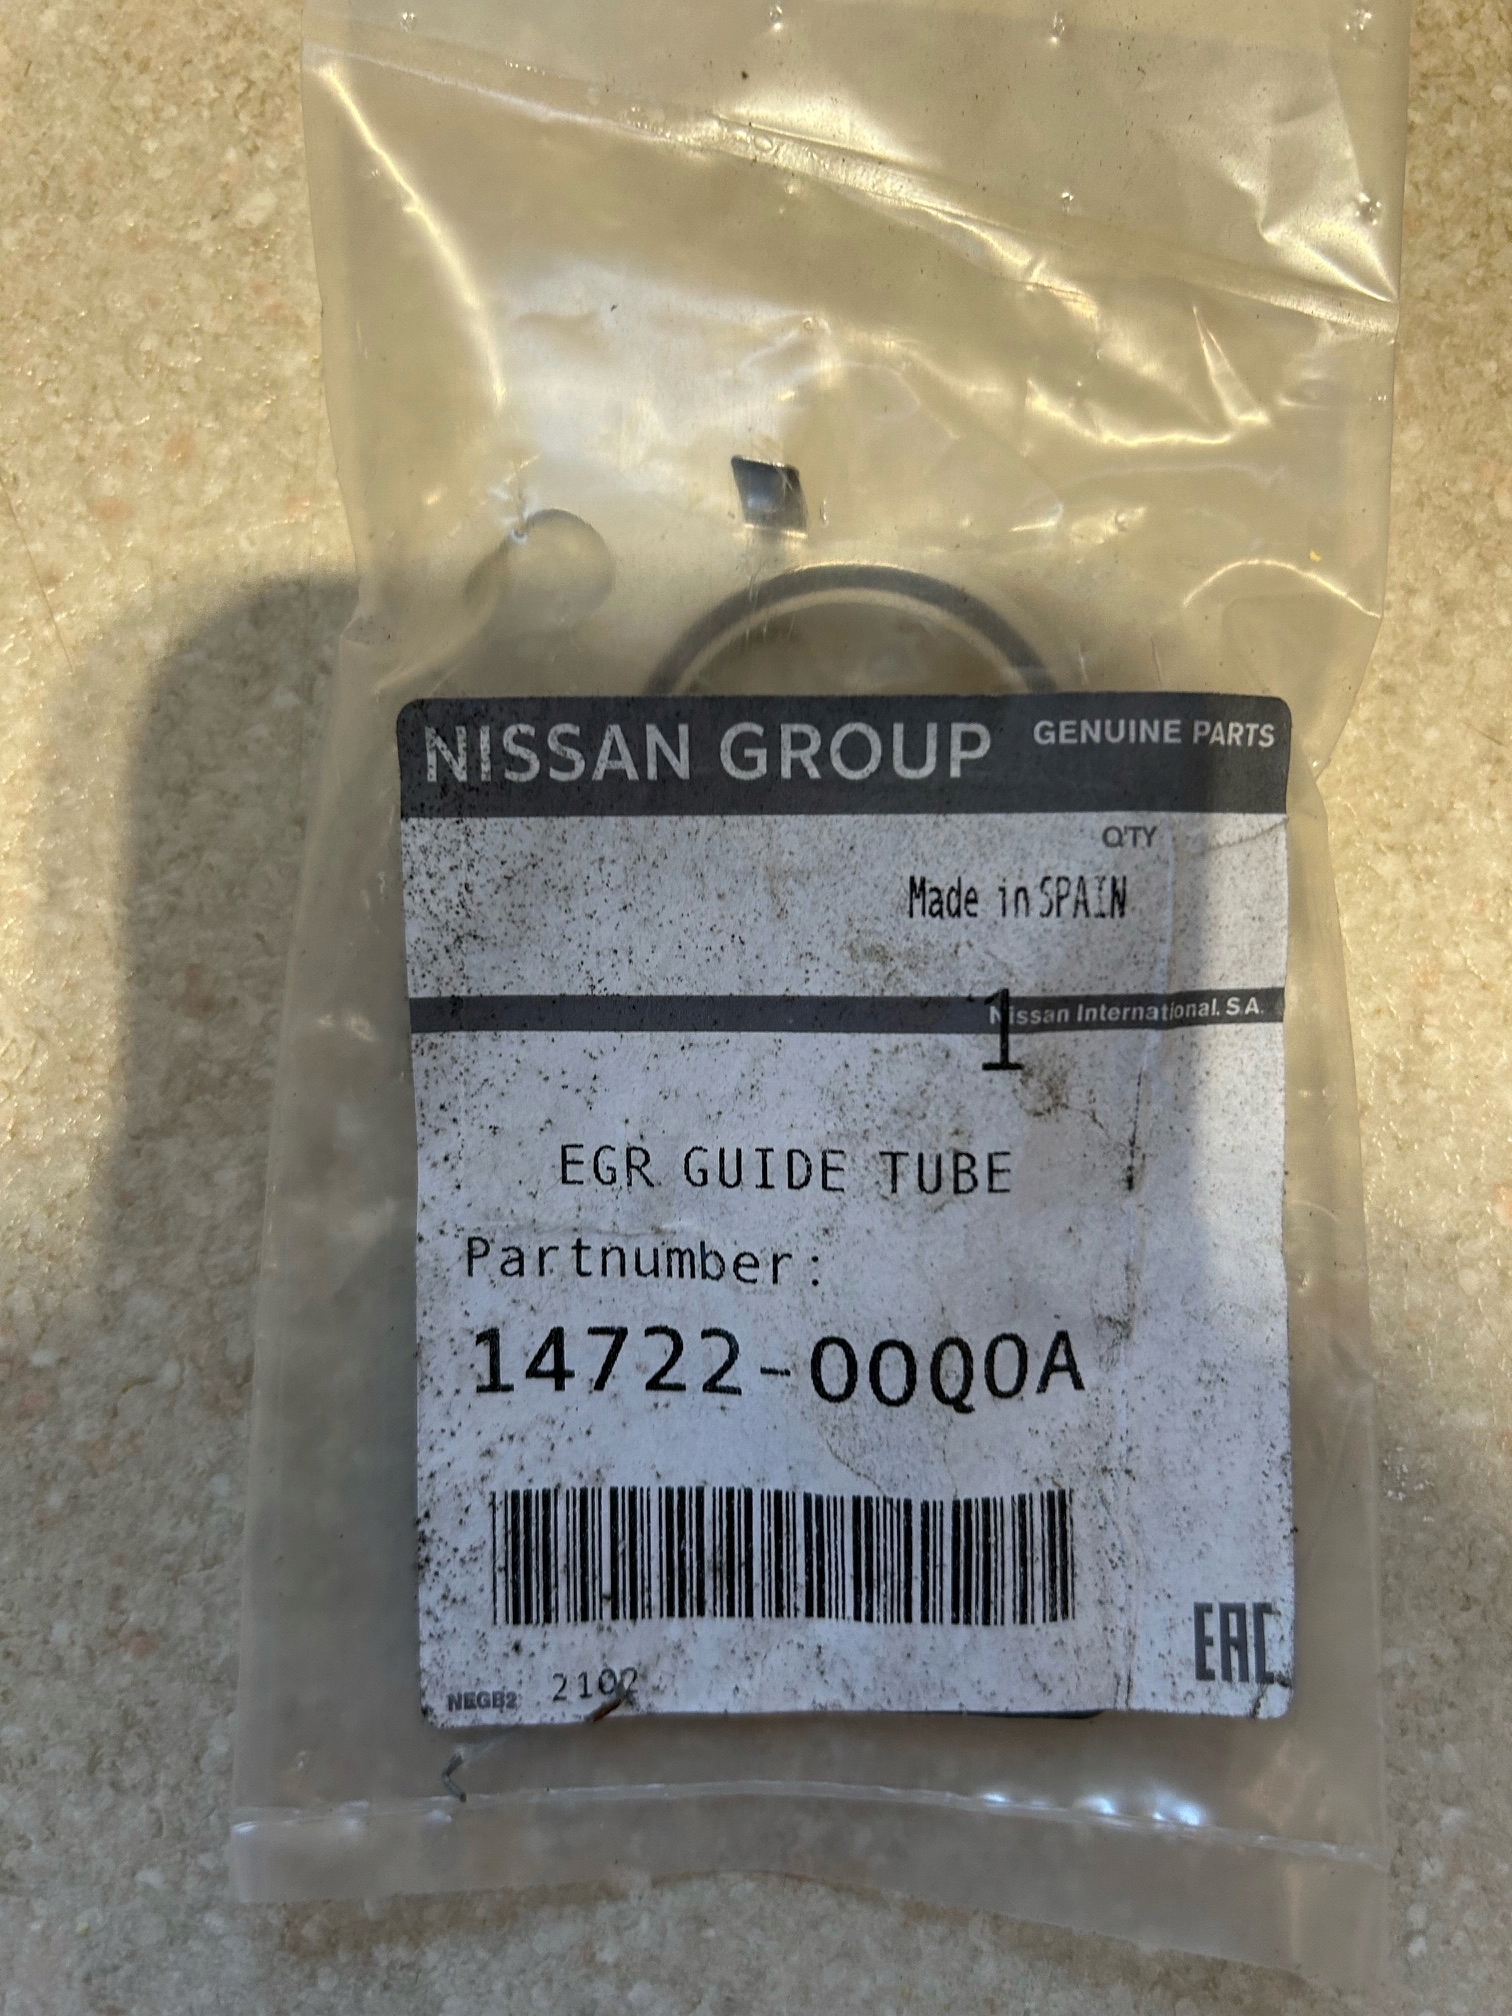 NISSAN GROUP GENUINE PARTS
Q'TY
Made in SPAIN
Nissan International. S.A.
1
EGR GUIDE TUBE
Partnumber:
14722-00Q0A
EAC
NEGB2 2102